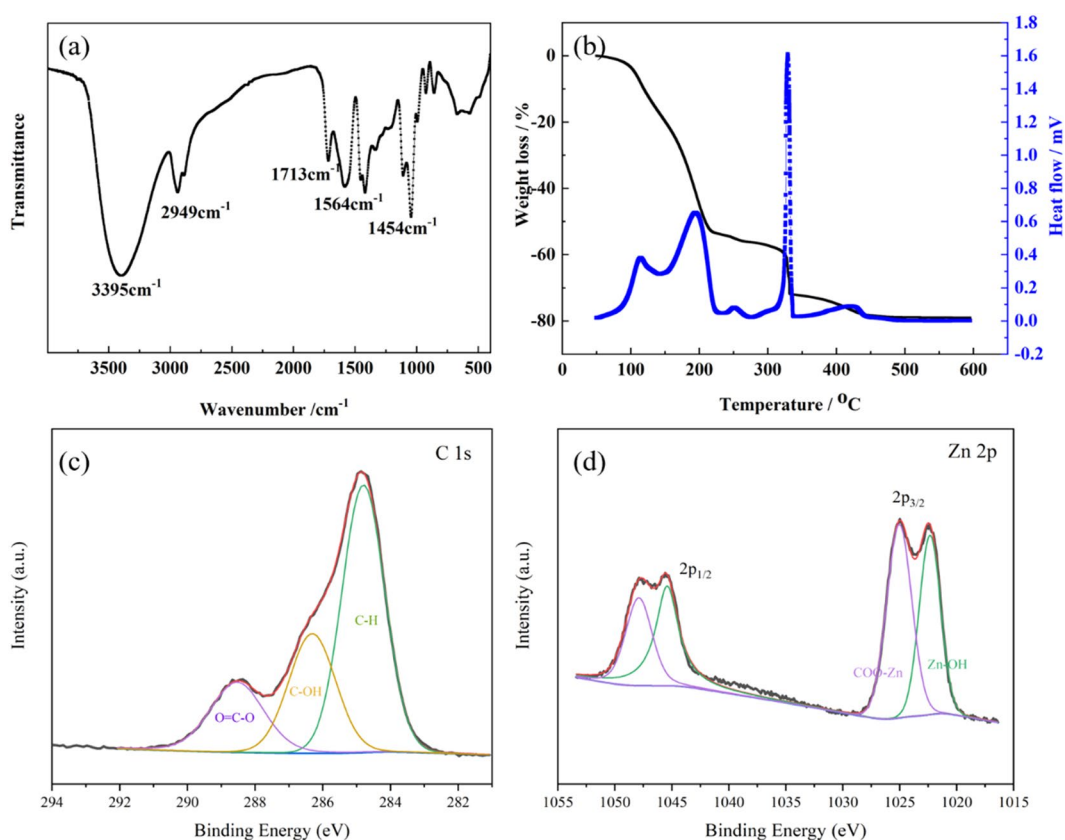 (a)
Transmittance
3395cm-1
2949cm-1
1713cm-1
1564cm-1
1454cm-1
3500 3000 2500 2000 1500 1000 500
Wavenumber /cm-1
(b)
Weight loss / %
0
-20
-40
-60
-80
0 100 200 300 400 500 600
Temperature / °C
1.8
1.6
1.4
1.2
1.0
0.8
0.6
0.4
0.2
0.0
-0.2
Heat flow / mV
(c)
C 1s
Intensity (a.u.)
O=C-O
C-OH
C-H
294 292 290 288 286 284 282
Binding Energy (eV)
(d)
Zn 2p
Intensity (a.u.)
2p1/2
2p3/2
COO-Zn
Zn-OH
1055 1050 1045 1040 1035 1030 1025 1020 1015
Binding Energy (eV)